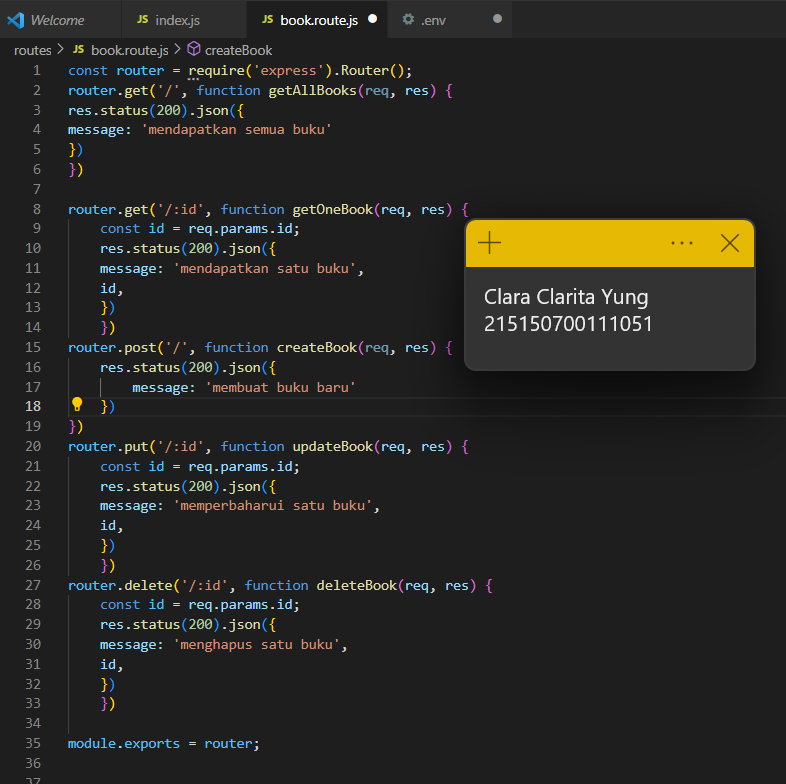 Welcome
JS index.js
JS book.route.js
.env
routes > JS book.route.js > createBook
1 const router = require('express').Router();
2 router.get('/', function getAllBooks(req, res) {
3 res.status(200).json({
4 message: 'mendapatkan semua buku'
5 })
6 })
7
8 router.get('/:id', function getOneBook(req, res) {
9 const id = req.params.id;
10 res.status(200).json({
11 message: 'mendapatkan satu buku',
12 id,
13 })
14 })
15 router.post('/', function createBook(req, res) {
16 res.status(200).json({
17 message: 'membuat buku baru'
18 })
19 })
20 router.put('/:id', function updateBook(req, res) {
21 const id = req.params.id;
22 res.status(200).json({
23 message: 'memperbaharui satu buku',
24 id,
25 })
26 })
27 router.delete('/:id', function deleteBook(req, res) {
28 const id = req.params.id;
29 res.status(200).json({
30 message: 'menghapus satu buku',
31 id,
32 })
33 })
34
35 module.exports = router;
36
37
Clara Clarita Yung
215150700111051